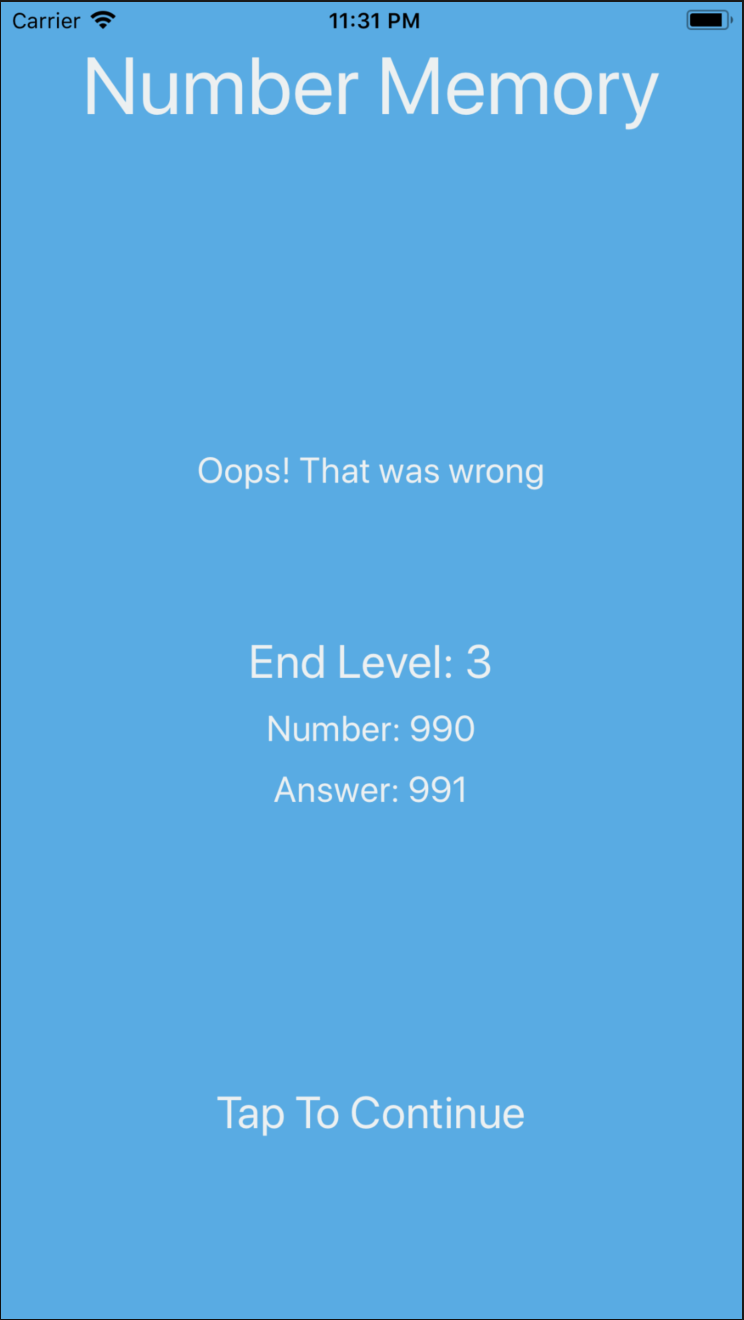 Carrier 11:31 PM
Number Memory
Oops! That was wrong
End Level: 3
Number: 990
Answer: 991
Tap To Continue